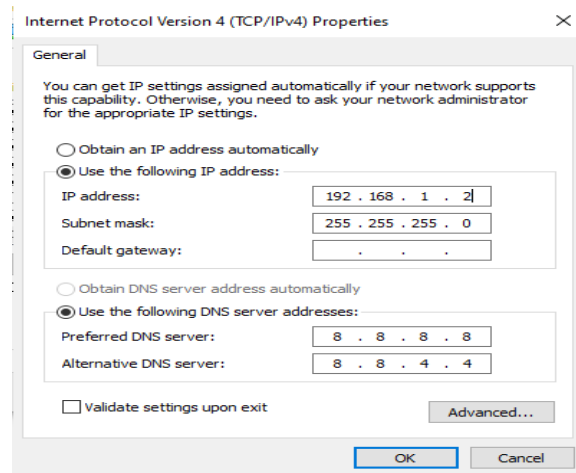 Internet Protocol Version 4 (TCP/IPv4) Properties
General
You can get IP settings assigned automatically if your network supports
this capability. Otherwise, you need to ask your network administrator
for the appropriate IP settings.
Obtain an IP address automatically
Use the following IP address:
IP address: 192 . 168 . 1 . 2
Subnet mask: 255 . 255 . 255 . 0
Default gateway: . . .
Obtain DNS server address automatically
Use the following DNS server addresses:
Preferred DNS server: 8 . 8 . 8 . 8
Alternative DNS server: 8 . 8 . 4 . 4
Validate settings upon exit
Advanced...
OK Cancel